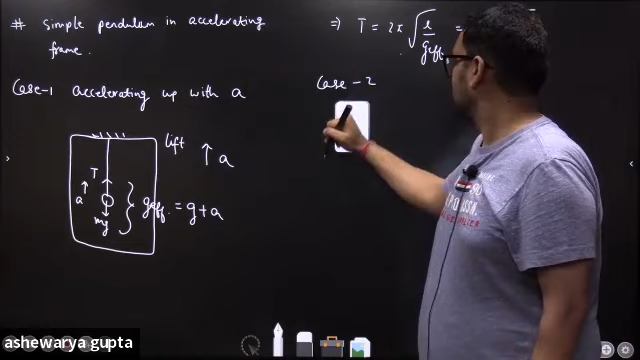 # simple pendulum in accelerating
frame.
Case-1 accelerating up with a
lift ↑ a
T
a ↑
mg
geff. = g+a
⇒ T = 2π √(l/geff.) =
Case - 2
ashewarya gupta